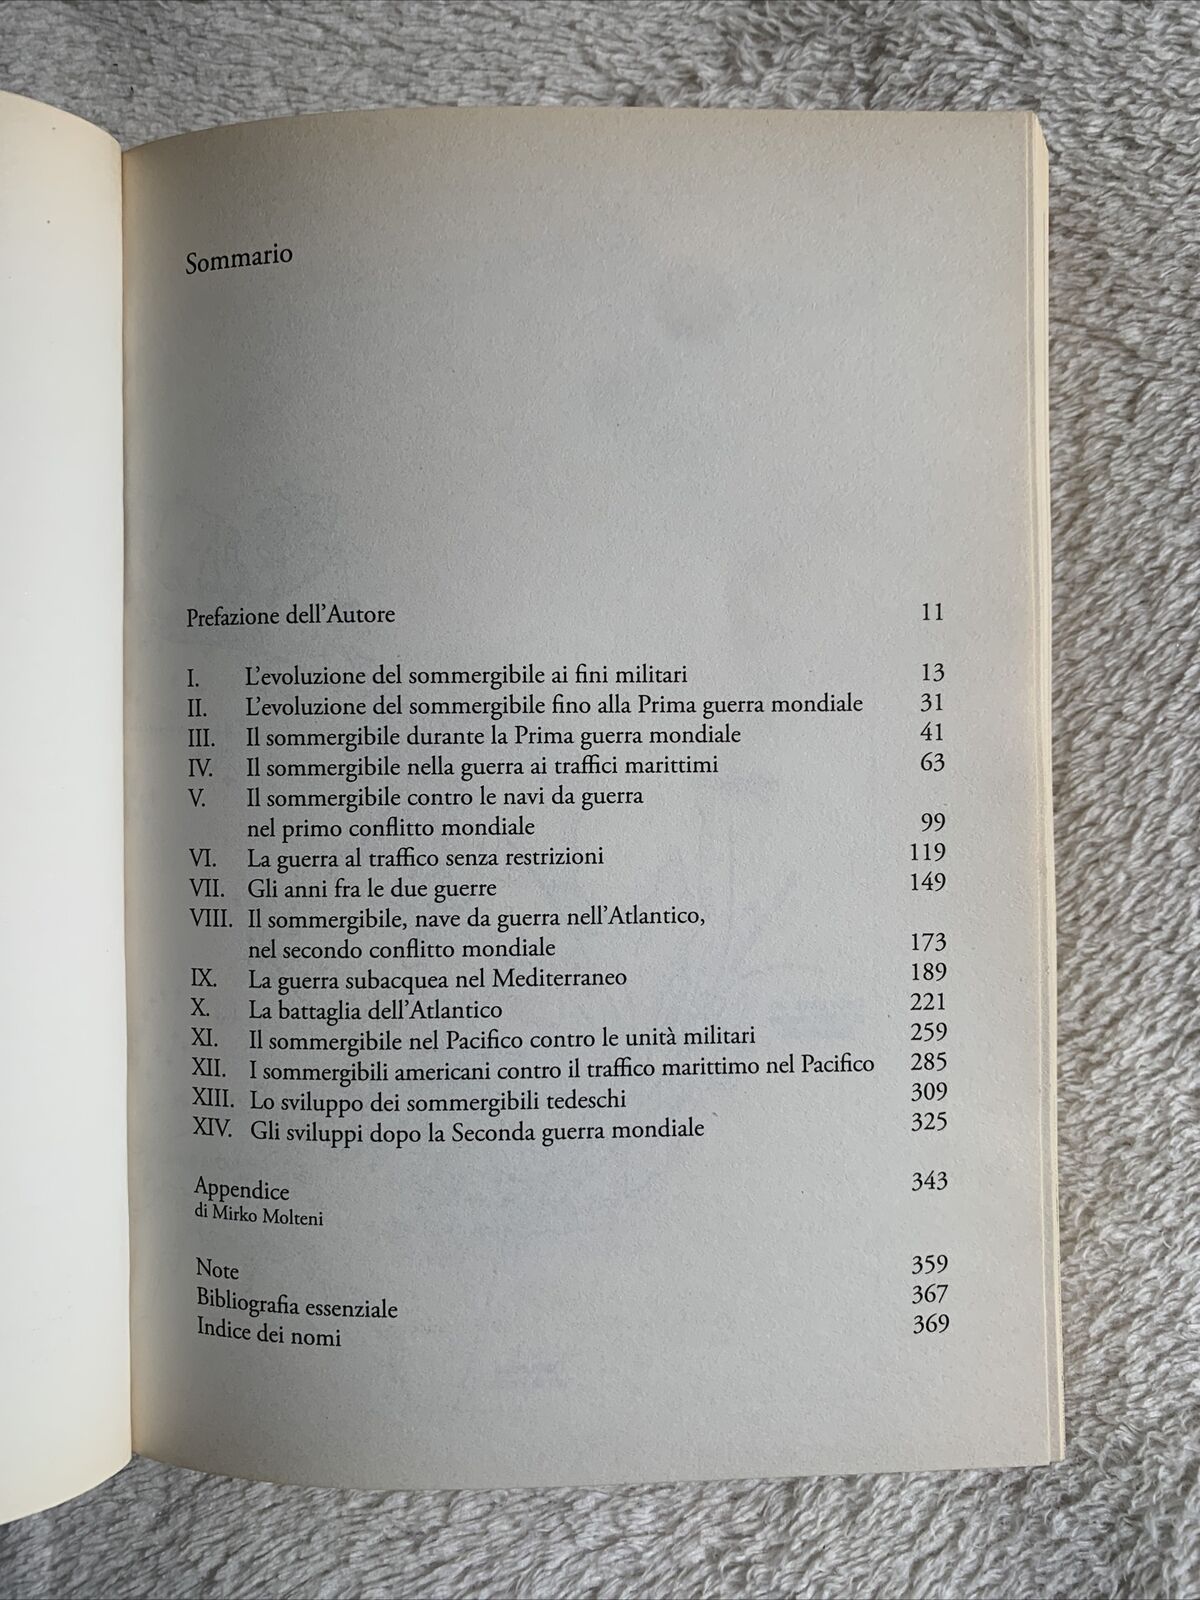 Sommario
Prefazione dell'Autore 11
I. L'evoluzione del sommergibile ai fini militari 13
II. L'evoluzione del sommergibile fino alla Prima guerra mondiale 31
III. Il sommergibile durante la Prima guerra mondiale 41
IV. Il sommergibile nella guerra ai traffici marittimi 63
V. Il sommergibile contro le navi da guerra
nel primo conflitto mondiale 99
VI. La guerra al traffico senza restrizioni 119
VII. Gli anni fra le due guerre 149
VIII. Il sommergibile, nave da guerra nell'Atlantico,
nel secondo conflitto mondiale 173
IX. La guerra subacquea nel Mediterraneo 189
X. La battaglia dell'Atlantico 221
XI. Il sommergibile nel Pacifico contro le unità militari 259
XII. I sommergibili americani contro il traffico marittimo nel Pacifico 285
XIII. Lo sviluppo dei sommergibili tedeschi 309
XIV. Gli sviluppi dopo la Seconda guerra mondiale 325
Appendice 343
di Mirko Molteni
Note 359
Bibliografia essenziale 367
Indice dei nomi 369